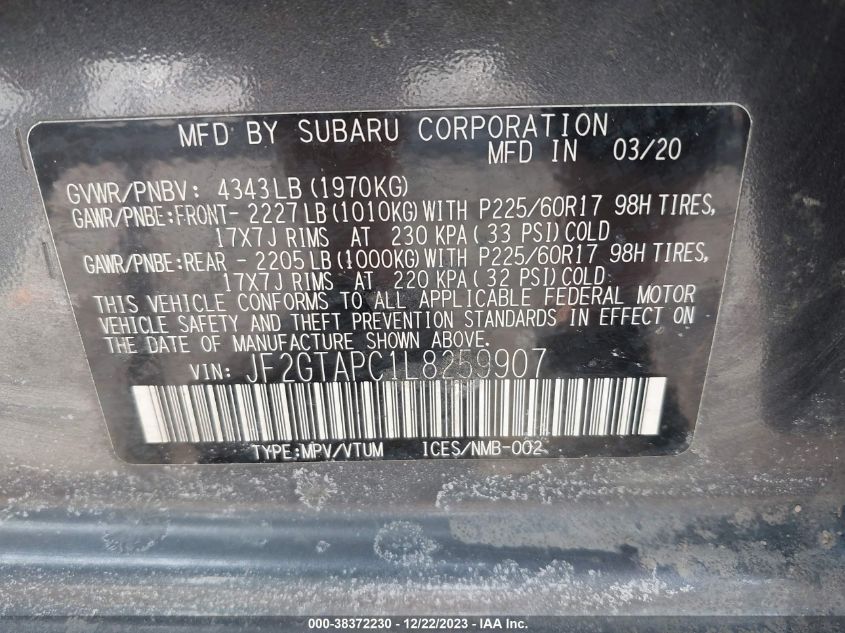 MFD BY SUBARU CORPORATION
MFD IN 03/20
GVWR/PNBV: 4343LB (1970KG)
GAWR/PNBE:FRONT- 2227 LB (1010KG) WITH P225/60R17 98H TIRES,
17X7J RIMS AT 230 KPA ( 33 PSI) COLD
GAWR/PNBE:REAR - 2205 LB (1000KG) WITH P225/60R17 98H TIRES,
17X7J RIMS AT 220 KPA ( 32 PSI) COLD
THIS VEHICLE CONFORMS TO ALL APPLICABLE FEDERAL MOTOR
VEHICLE SAFETY AND THEFT PREVENTION STANDARDS IN EFFECT ON
THE DATE OF MANUFACTURE SHOWN ABOVE.
VIN: JF2GTAPC1L8259907
TYPE:MPV/VTUM ICES/NMB-002
000-38372230 - 12/22/2023 - IAA Inc.